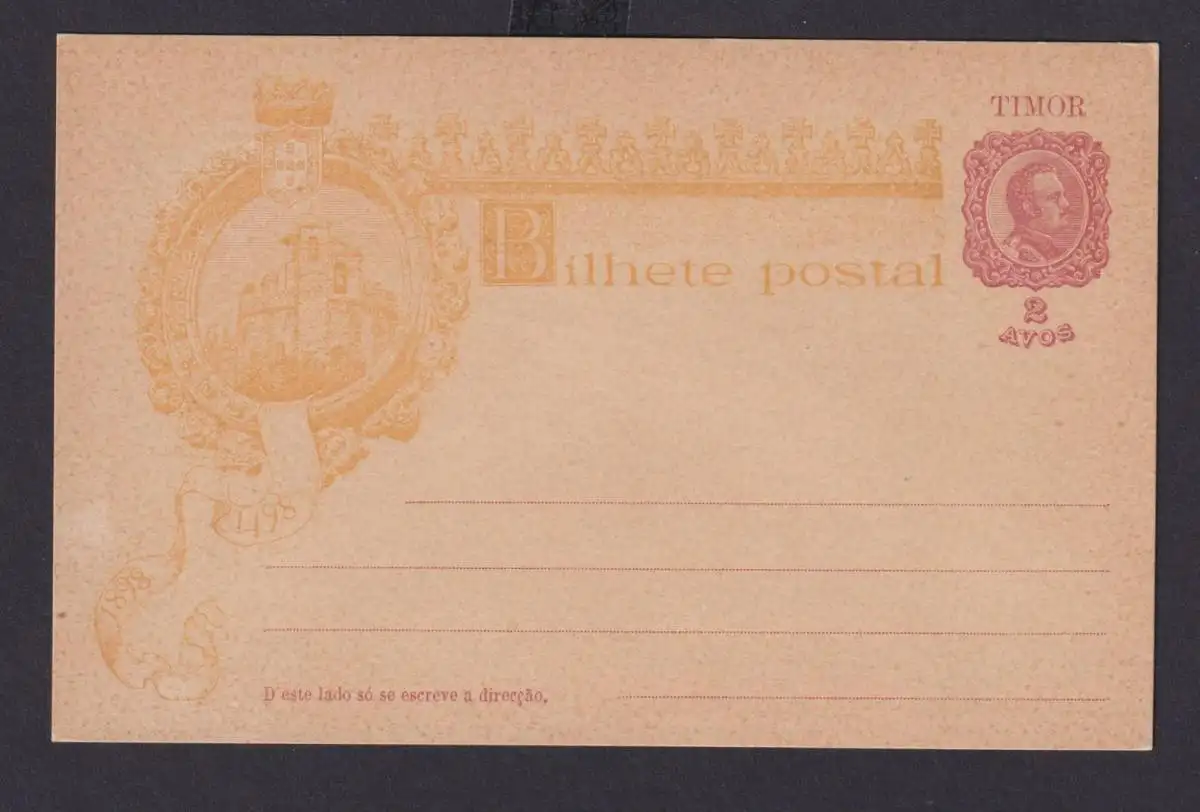 TIMOR
Bilhete postal
2
AVOS
1498
1898
D'este lado só se escreve a direcção.